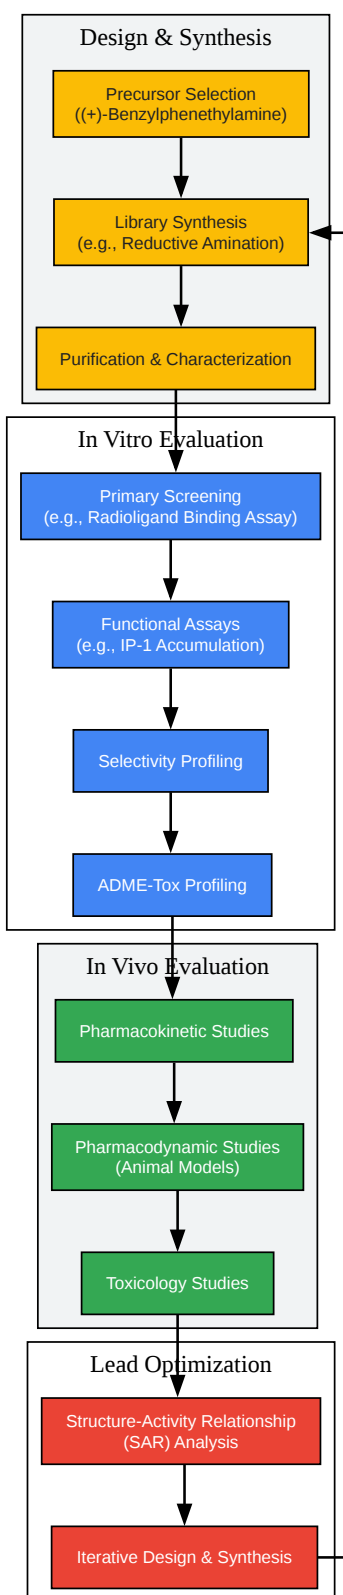 Design & Synthesis
Precursor Selection
((+)-Benzylphenethylamine)
Library Synthesis
(e.g., Reductive Amination)
Purification & Characterization
In Vitro Evaluation
Primary Screening
(e.g., Radioligand Binding Assay)
Functional Assays
(e.g., IP-1 Accumulation)
Selectivity Profiling
ADME-Tox Profiling
In Vivo Evaluation
Pharmacokinetic Studies
Pharmacodynamic Studies
(Animal Models)
Toxicology Studies
Lead Optimization
Structure-Activity Relationship
(SAR) Analysis
Iterative Design & Synthesis